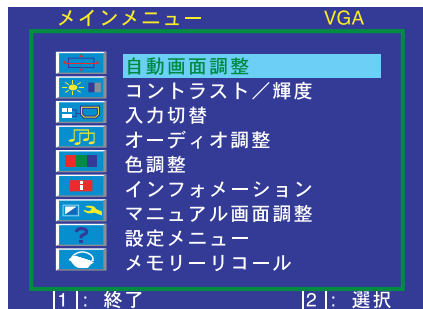 メインメニュー VGA
自動画面調整
コントラスト／輝度
入力切替
オーディオ調整
色調整
インフォメーション
マニュアル画面調整
? 設定メニュー
メモリーリコール
1 : 終了 2 : 選択